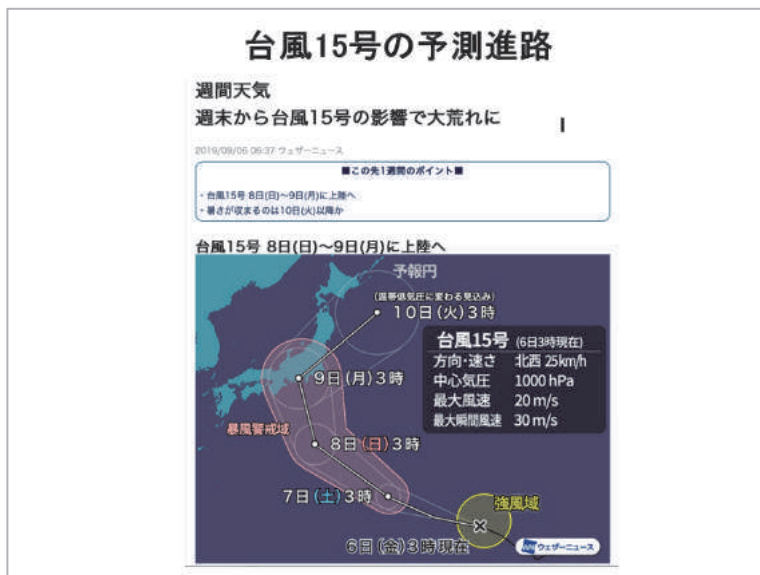 台風15号の予測進路
週間天気
週末から台風15号の影響で大荒れに
2019/09/06 06:37 ウェザーニュース
■この先1週間のポイント■
・台風15号 8日(日)〜9日(月)に上陸へ
・暑さが収まるのは10日(火)以降か
台風15号 8日(日)〜9日(月)に上陸へ
予報円
(温帯低気圧に変わる見込み)
10日(火)3時
台風15号 (6日3時現在)
方向・速さ 北西 25km/h
中心気圧 1000 hPa
最大風速 20 m/s
最大瞬間風速 30 m/s
9日(月)3時
暴風警戒域
8日(日)3時
7日(土)3時
強風域
6日(金)3時現在
ウェザーニュース